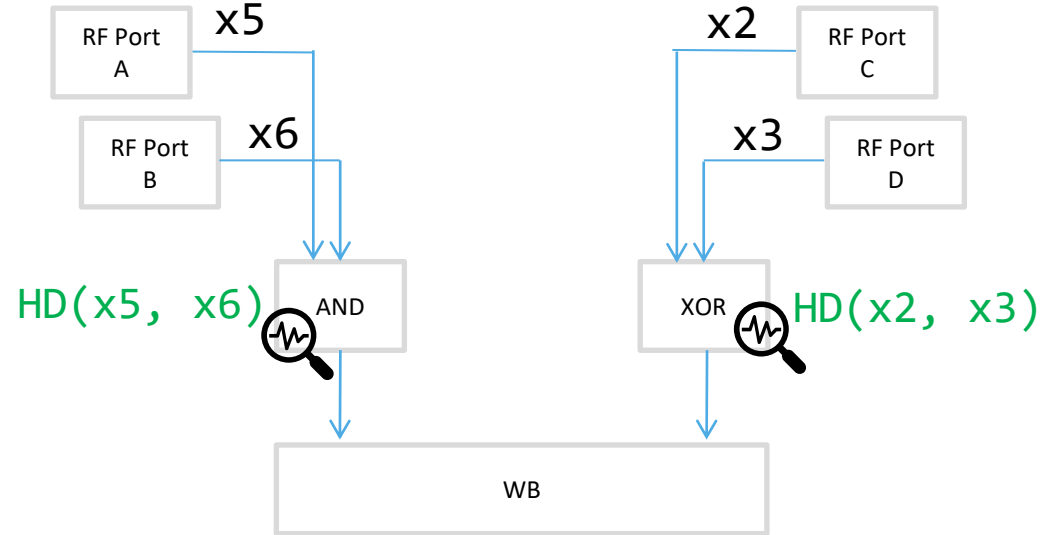 x5
x2
RF Port
A
RF Port
C
x6
x3
RF Port
B
RF Port
D
HD(x5, x6)
AND
XOR
HD(x2, x3)
WB